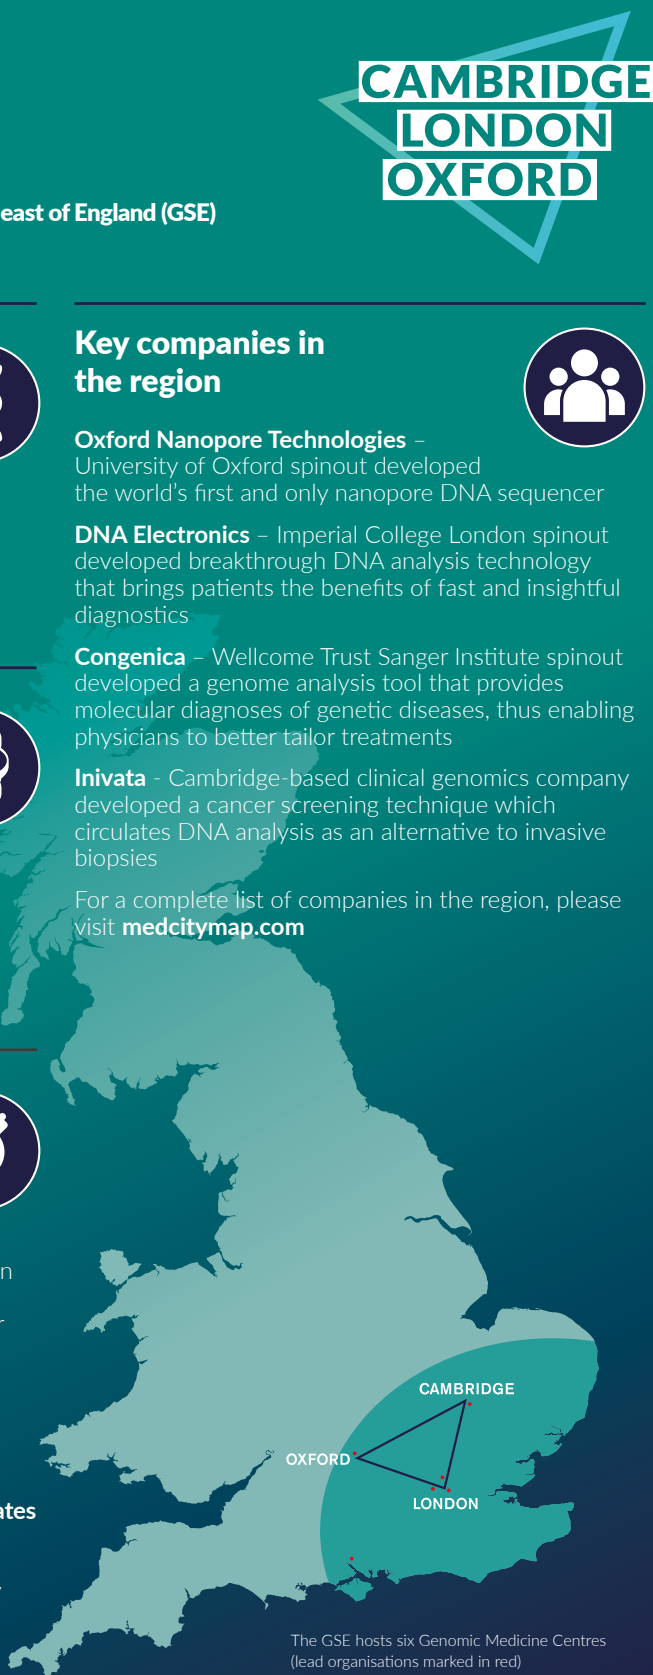 CAMBRIDGE
LONDON
OXFORD
east of England (GSE)
Key companies in
the region
Oxford Nanopore Technologies –
University of Oxford spinout developed
the world's first and only nanopore DNA sequencer
DNA Electronics – Imperial College London spinout
developed breakthrough DNA analysis technology
that brings patients the benefits of fast and insightful
diagnostics
Congenica – Wellcome Trust Sanger Institute spinout
developed a genome analysis tool that provides
molecular diagnoses of genetic diseases, thus enabling
physicians to better tailor treatments
Inivata - Cambridge-based clinical genomics company
developed a cancer screening technique which
circulates DNA analysis as an alternative to invasive
biopsies
For a complete list of companies in the region, please
visit medcitymap.com
n
CAMBRIDGE
OXFORD
LONDON
ates
The GSE hosts six Genomic Medicine Centres
(lead organisations marked in red)